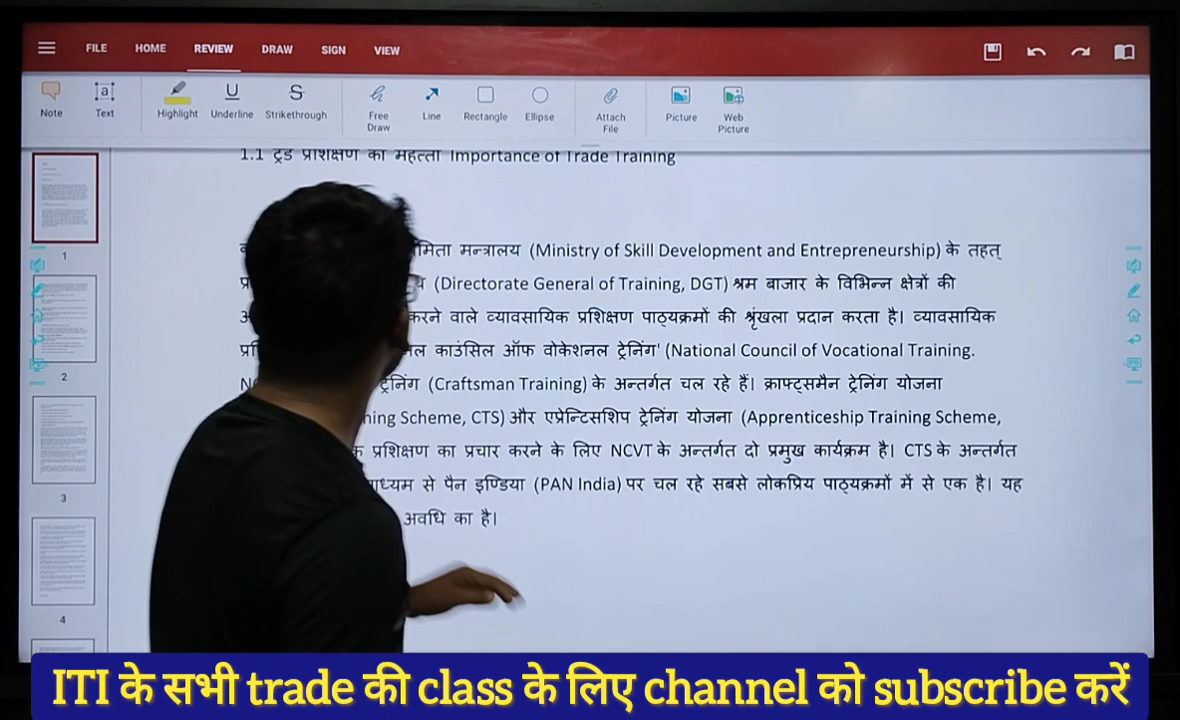 FILE HOME REVIEW DRAW SIGN VIEW
Note Text Highlight Underline Strikethrough Free Draw Line Rectangle Ellipse Attach File Picture Web Picture
1.1 ट्रेड प्रशिक्षण का महत्ता Importance of Trade Training
मन्त्रालय (Ministry of Skill Development and Entrepreneurship) के तहत्
(Directorate General of Training, DGT) श्रम बाजार के विभिन्न क्षेत्रों की
करने वाले व्यावसायिक प्रशिक्षण पाठ्यक्रमों की श्रृंखला प्रदान करता है। व्यावसायिक
काउंसिल ऑफ वोकेशनल ट्रेनिंग' (National Council of Vocational Training.
ट्रेनिंग (Craftsman Training) के अन्तर्गत चल रहे हैं। क्राफ्ट्समैन ट्रेनिंग योजना
Scheme, CTS) और एप्रेन्टिसशिप ट्रेनिंग योजना (Apprenticeship Training Scheme,
प्रशिक्षण का प्रचार करने के लिए NCVT के अन्तर्गत दो प्रमुख कार्यक्रम है। CTS के अन्तर्गत
से पैन इण्डिया (PAN India) पर चल रहे सबसे लोकप्रिय पाठ्यक्रमों में से एक है। यह
अवधि का है।
1
2
3
4
ITI के सभी trade की class के लिए channel को subscribe करें